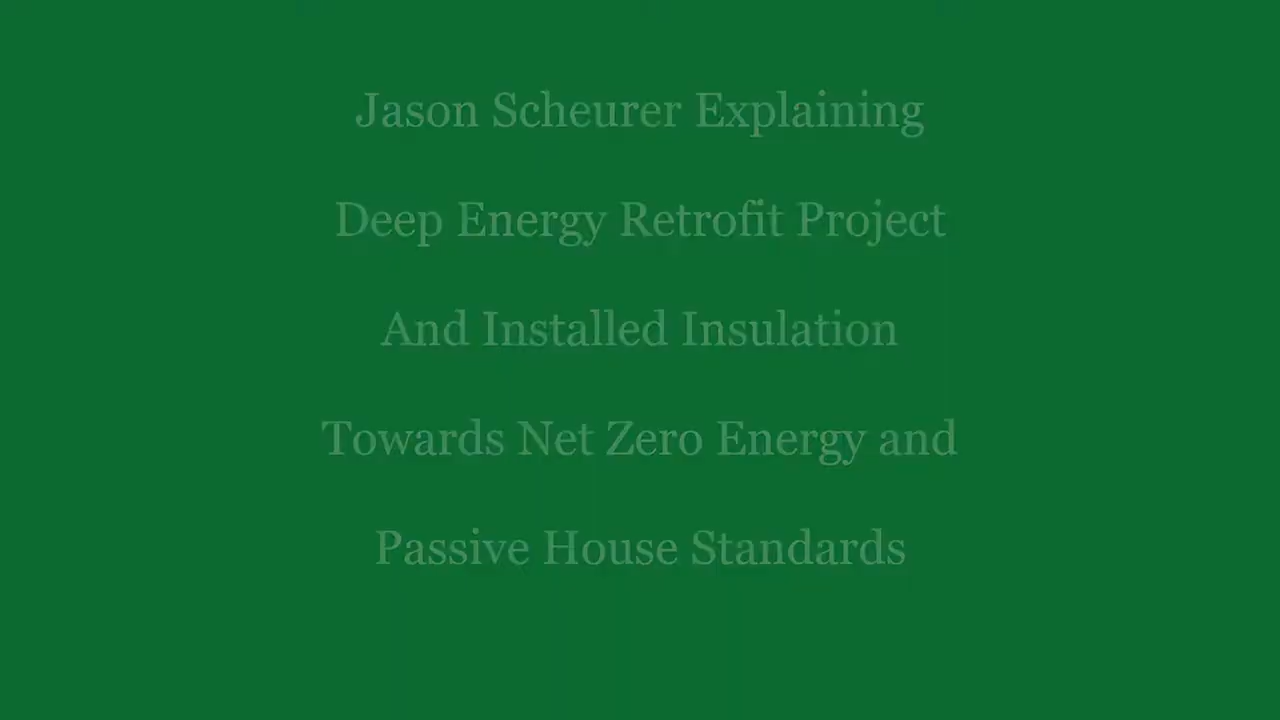 Jason Scheurer Explaining
Deep Energy Retrofit Project
And Installed Insulation
Towards Net Zero Energy and
Passive House Standards